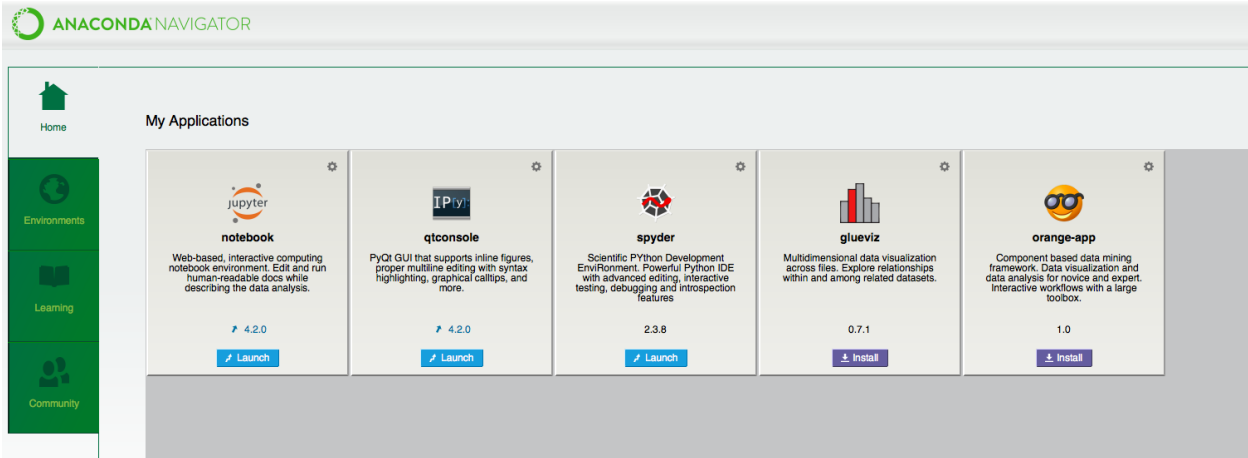 ANACONDA NAVIGATOR
Home
Environments
Learning
Community
My Applications
jupyter
notebook
Web-based, interactive computing
notebook environment. Edit and run
human-readable docs while
describing the data analysis.
4.2.0
Launch
IP[y]:
qtconsole
PyQt GUI that supports inline figures,
proper multiline editing with syntax
highlighting, graphical calltips, and
more.
4.2.0
Launch
spyder
Scientific PYthon Development
EnviRonment. Powerful Python IDE
with advanced editing, interactive
testing, debugging and introspection
features
2.3.8
Launch
glueviz
Multidimensional data visualization
across files. Explore relationships
within and among related datasets.
0.7.1
Install
orange-app
Component based data mining
framework. Data visualization and
data analysis for novice and expert.
Interactive workflows with a large
toolbox.
1.0
Install